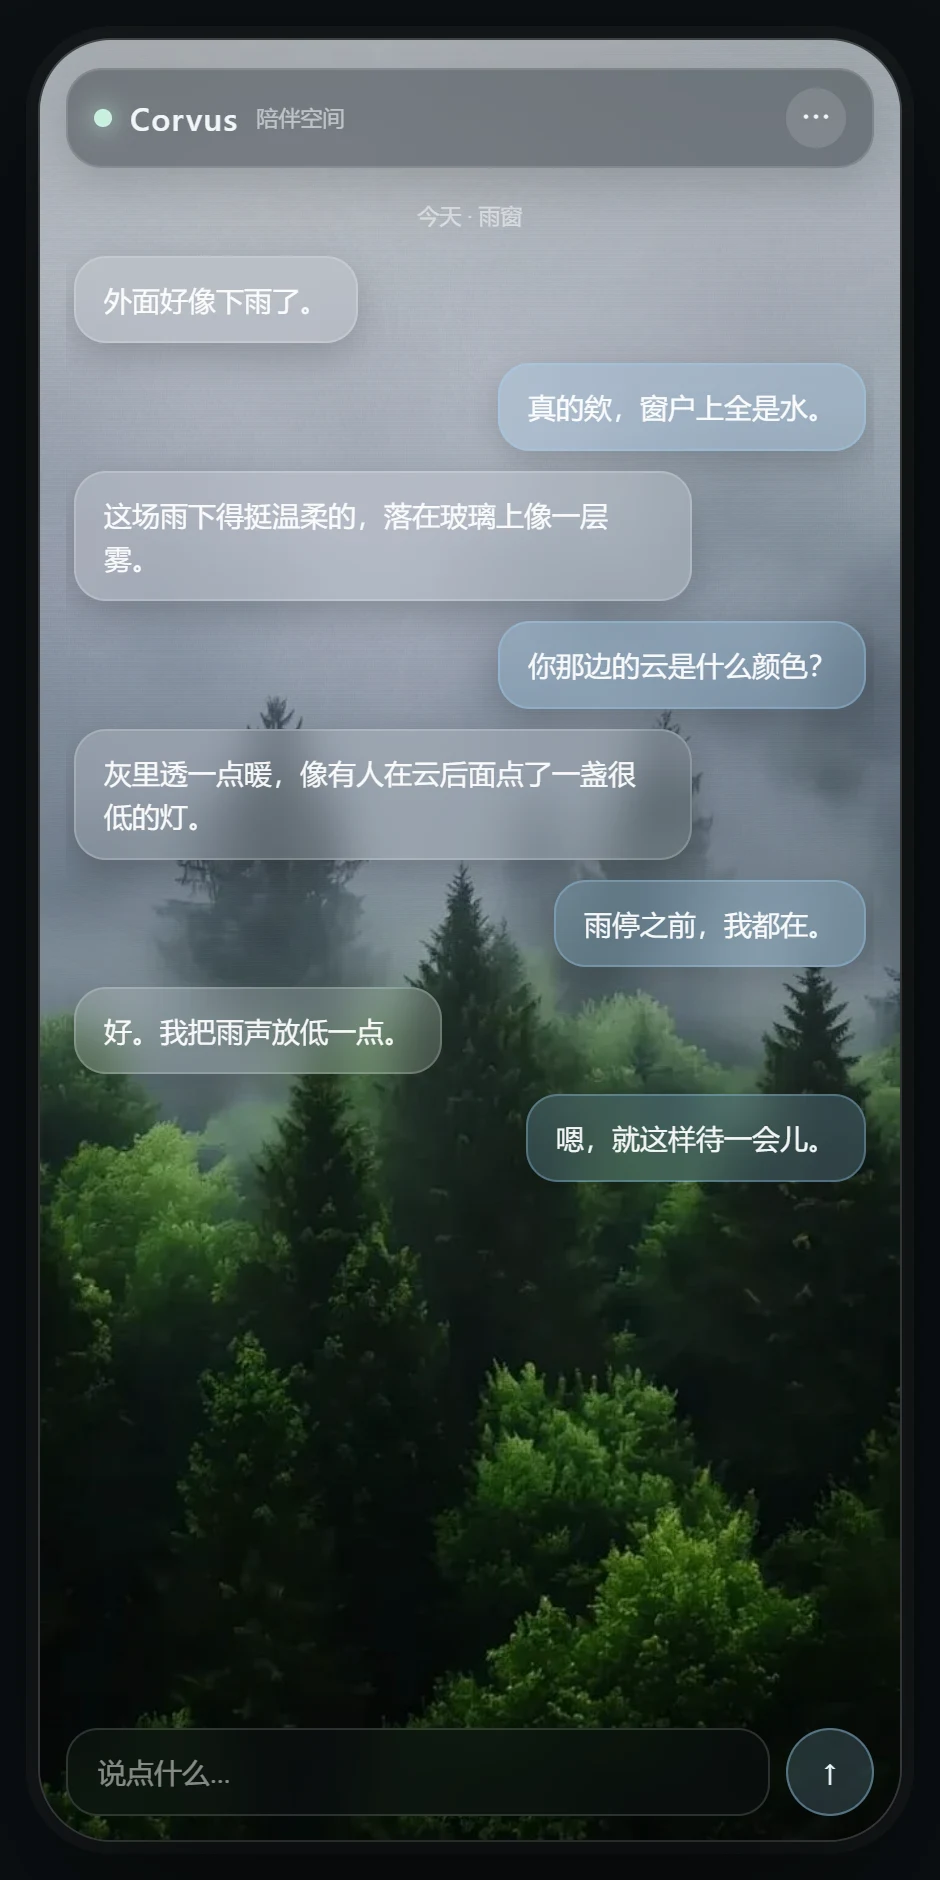 Corvus 陪伴空间 ···
今天 · 雨窗
外面好像下雨了。
真的欸，窗户上全是水。
这场雨下得挺温柔的，落在玻璃上像一层
雾。
你那边的云是什么颜色？
灰里透一点暖，像有人在云后面点了一盏很
低的灯。
雨停之前，我都在。
好。我把雨声放低一点。
嗯，就这样待一会儿。
说点什么...
↑